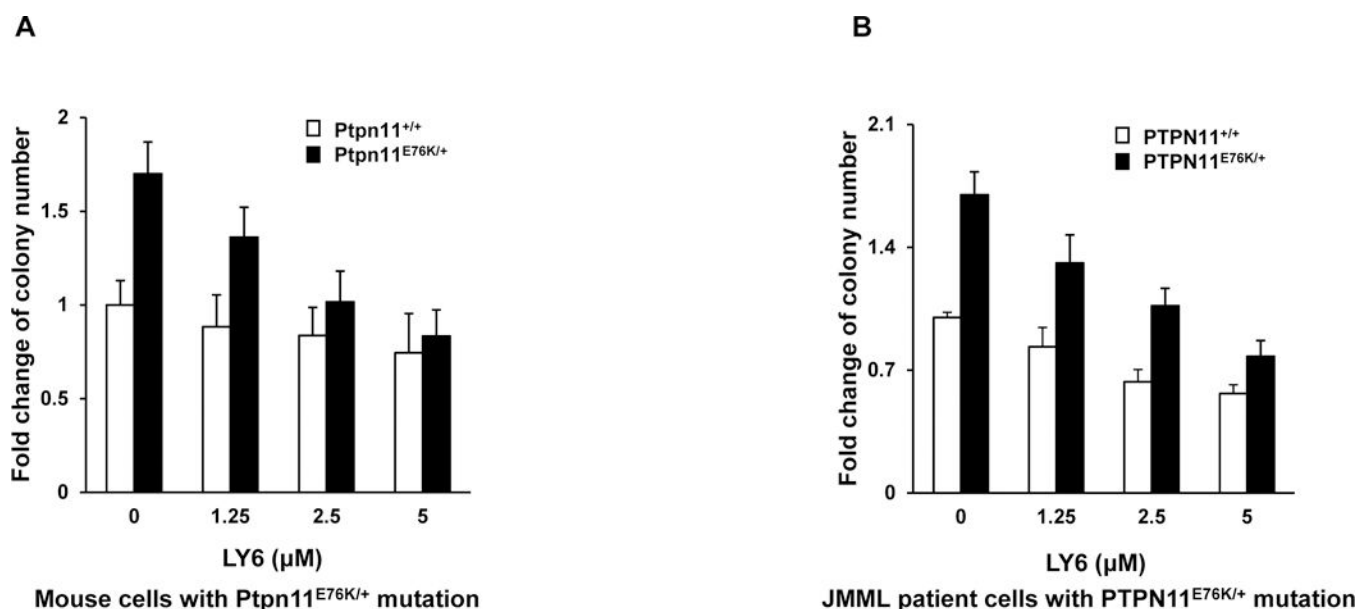 A
Fold change of colony number
2
1.5
1
0.5
0
Ptpn11+/+
Ptpn11E76K/+
0 1.25 2.5 5
LY6 (µM)
Mouse cells with Ptpn11E76K/+ mutation
B
Fold change of colony number
2.1
1.4
0.7
0
PTPN11+/+
PTPN11E76K/+
0 1.25 2.5 5
LY6 (µM)
JMML patient cells with PTPN11E76K/+ mutation